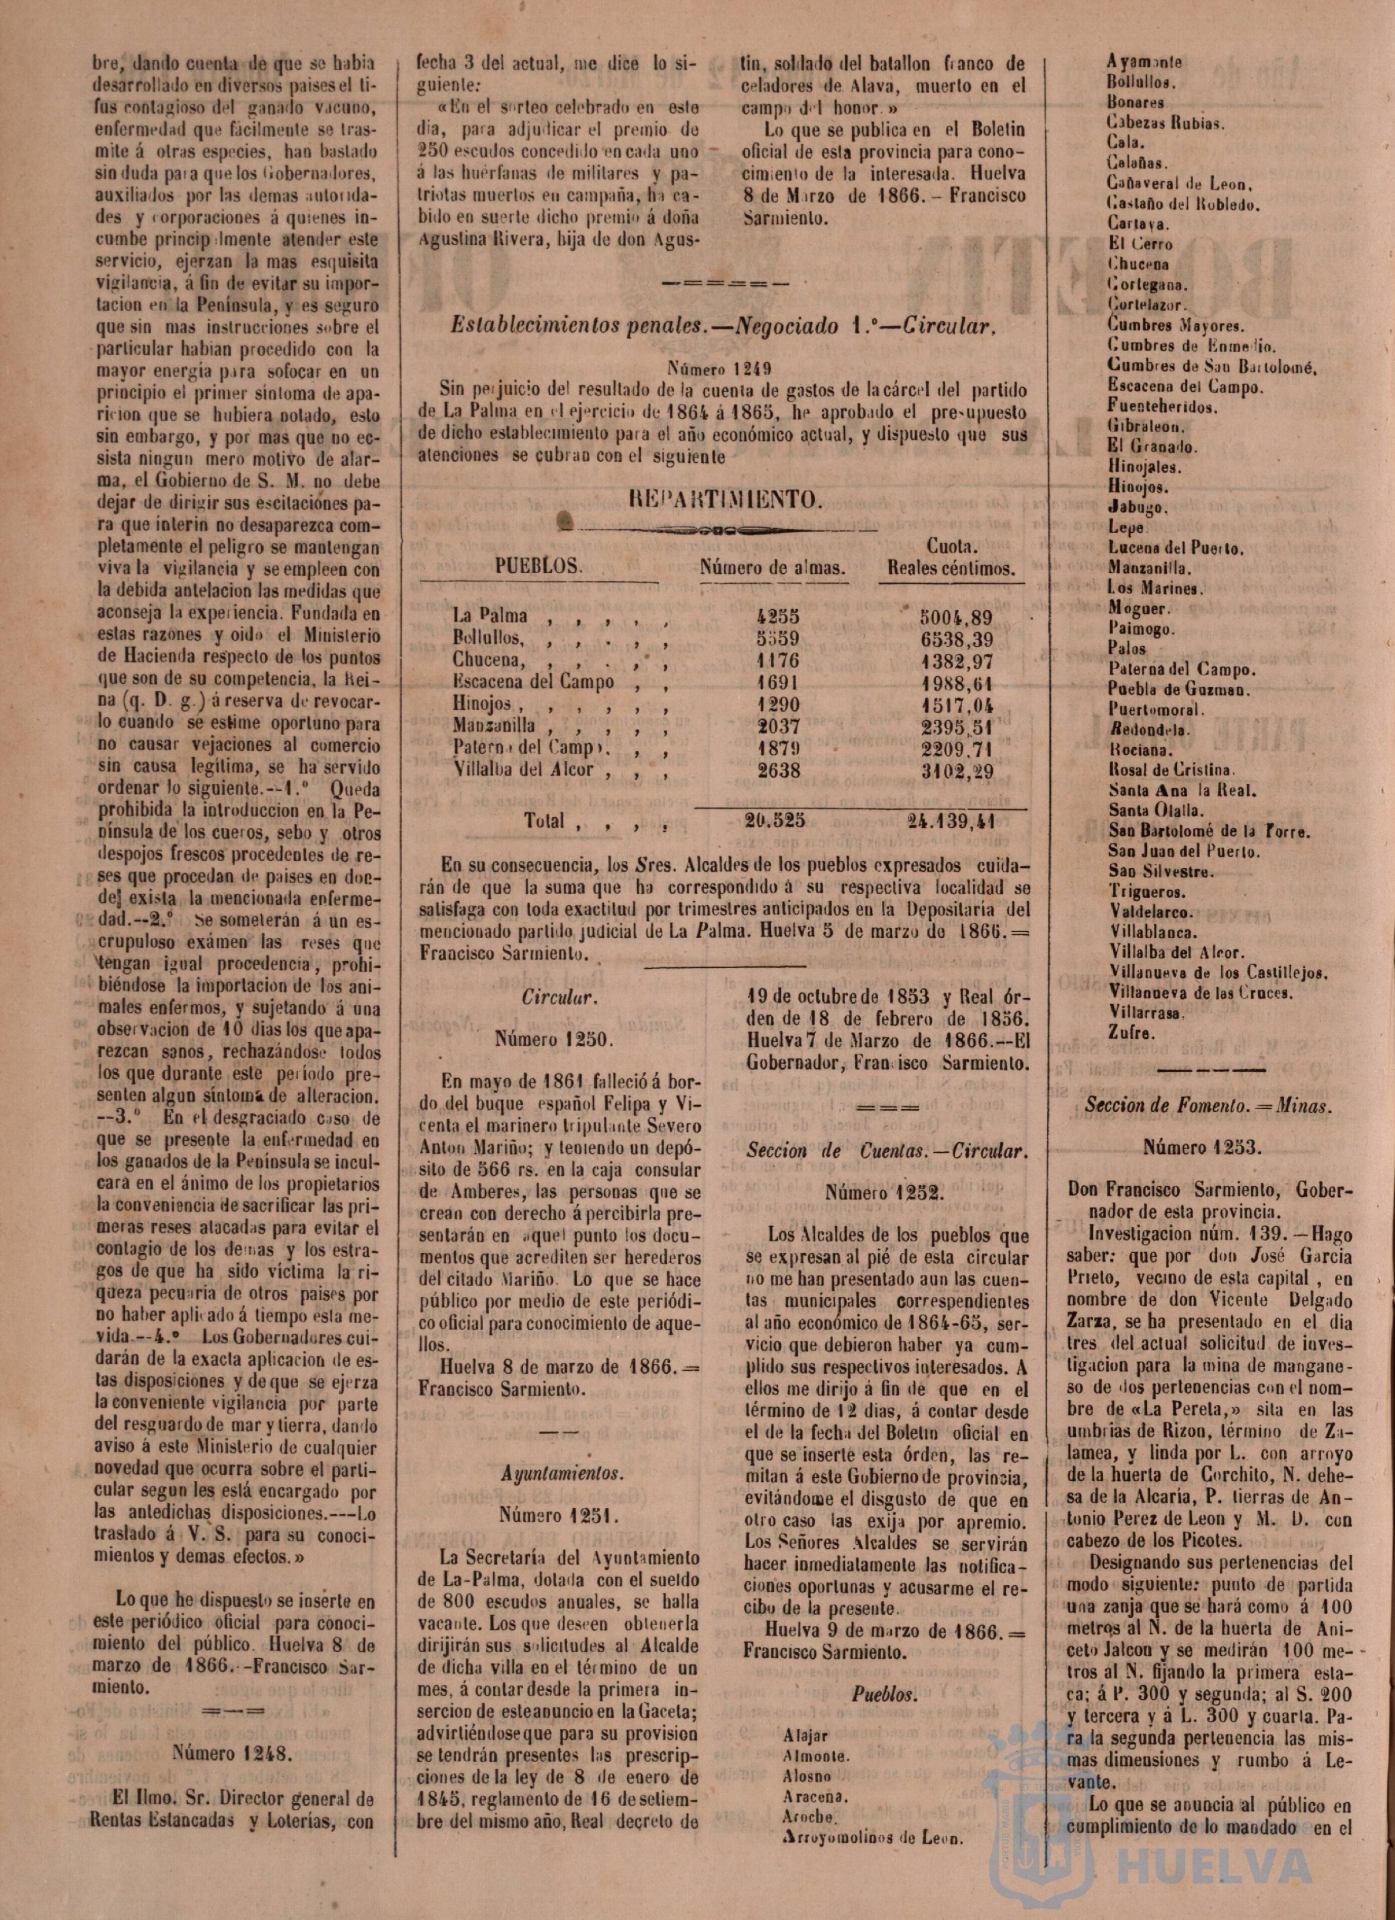 bre, dando cuenta de que se habia
desarrollado en diversos paises el ti-
fus contagioso del ganado vacuno,
enfermedad que fácilmente se tras-
mite á otras especies, han bastado
sin duda para que los Gobernadores,
auxiliados por las demas autorida-
des y corporaciones á quienes in-
cumbe principalmente atender este
servicio, ejerzan la mas esquisita
vigilancia, á fin de evitar su impor-
tacion en la Península, y es seguro
que sin mas instrucciones sobre el
particular habian procedido con la
mayor energía para sofocar en un
principio el primer síntoma de apa-
ricion que se hubiera notado, esto
sin embargo, y por mas que no ec-
sista ningun mero motivo de alar-
ma, el Gobierno de S. M. no debe
dejar de dirigir sus escitaciónes pa-
ra que interin no desaparezca com-
pletamente el peligro se mantengan
viva la vigilancia y se empleen con
la debida antelacion las medidas que
aconseja la experiencia. Fundada en
estas razones y oido el Ministerio
de Hacienda respecto de los puntos
que son de su competencia, la Rei-
na (q. D. g.) á reserva de revocar-
lo cuando se estime oportuno para
no causar vejaciones al comercio
sin causa legítima, se ha servido
ordenar lo siguiente.--1.º Queda
prohibida la introduccion en la Pe-
nínsula de los cueros, sebo y otros
despojos frescos procedentes de re-
ses que procedan de paises en don-
de exista la mencionada enferme-
dad.--2.º Se someterán á un es-
crupuloso exámen las reses que
tengan igual procedencia, prohi-
biéndose la importacion de los ani-
males enfermos, y sujetando á una
observacion de 10 dias los que apa-
rezcan sanos, rechazándose todos
los que durante este período pre-
senten algun síntoma de alteracion.
--3.º En el desgraciado caso de
que se presente la enfermedad en
los ganados de la Península se incul-
cará en el ánimo de los propietarios
la conveniencia de sacrificar las pri-
meras reses atacadas para evitar el
contagio de los demas y los estra-
gos de que ha sido víctima la ri-
queza pecuaria de otros paises por
no haber aplicado á tiempo esta me-
vida.--4.º Los Gobernadores cui-
darán de la exacta aplicacion de es-
tas disposiciones y de que se ejerza
la conveniente vigilancia por parte
del resguardo de mar y tierra, dando
aviso á este Ministerio de cualquier
novedad que ocurra sobre el parti-
cular segun les está encargado por
las antedichas disposiciones.---Lo
traslado á V. S. para su conoci-
mientos y demas efectos.»
Lo que he dispuesto se inserte en
este periódico oficial para conoci-
miento del público. Huelva 8 de
marzo de 1866.--Francisco Sar-
miento.
Número 1248.
El Ilmo. Sr. Director general de
Rentas Estancadas y Loterías, con
fecha 3 del actual, me dice lo si-
guiente:
«En el sorteo celebrado en este
dia, para adjudicar el premio de
250 escudos concedido en cada uno
á las huérfanas de militares y pa-
triotas muertos en campaña, ha ca-
bido en suerte dicho premio á doña
Agustina Rivera, hija de don Agus-
tin, soldado del batallon franco de
celadores de Alava, muerto en el
campo del honor.»
Lo que se publica en el Boletin
oficial de esta provincia para cono-
cimiento de la interesada. Huelva
8 de Marzo de 1866.-Francisco
Sarmiento.
Establecimientos penales.—Negociado 1.º—Circular.
Número 1249
Sin perjuicio del resultado de la cuenta de gastos de la cárcel del partido
de La Palma en el ejercicio de 1864 á 1865, he aprobado el presupuesto
de dicho establecimiento para el año económico actual, y dispuesto que sus
atenciones se cubran con el siguiente
REPARTIMIENTO.
PUEBLOS. Número de almas. Cuota. Reales céntimos.
La Palma , , , , , 4255 5004,89
Bollullos, , , . , , 5559 6538,39
Chucena, , , . , , 1176 1382,97
Escacena del Campo , , 1691 1988,61
Hinojos , , , , , , 1290 1517,04
Manzanilla , , , , , 2037 2395,51
Paterna del Campo. , , 1879 2209,71
Villalba del Alcor , , , 2638 3102,29
Total , , , , 20.525 24.139,41
En su consecuencia, los Sres. Alcaldes de los pueblos expresados cuida-
rán de que la suma que ha correspondido á su respectiva localidad se
satisfaga con toda exactitud por trimestres anticipados en la Depositaría del
mencionado partido judicial de La Palma. Huelva 5 de marzo de 1866.=
Francisco Sarmiento.
Circular.
Número 1250.
En mayo de 1861 falleció á bor-
do del buque español Felipa y Vi-
centa el marinero tripulante Severo
Anton Mariño; y teniendo un depó-
sito de 566 rs. en la caja consular
de Amberes, las personas que se
crean con derecho á percibirla pre-
sentarán en aquel punto los docu-
mentos que acrediten ser herederos
del citado Mariño. Lo que se hace
público por medio de este periódi-
co oficial para conocimiento de aque-
llos.
Huelva 8 de marzo de 1866.=
Francisco Sarmiento.
Ayuntamientos.
Número 1251.
La Secretaría del Ayuntamiento
de La-Palma, dotada con el sueldo
de 800 escudos anuales, se halla
vacante. Los que deseen obtenerla
dirijirán sus solicitudes al Alcalde
de dicha villa en el término de un
mes, á contar desde la primera in-
sercion de este anuncio en la Gaceta;
advirtiéndose que para su provision
se tendrán presentes las prescrip-
ciones de la ley de 8 de enero de
1845, reglamento de 16 de setiem-
bre del mismo año, Real decreto de
19 de octubre de 1853 y Real ór-
den de 18 de febrero de 1856.
Huelva 7 de Marzo de 1866.--El
Gobernador, Francisco Sarmiento.
Seccion de Cuentas.—Circular.
Número 1252.
Los Alcaldes de los pueblos que
se expresan al pié de esta circular
no me han presentado aun las cuen-
tas municipales correspendientes
al año económico de 1864-65, ser-
vicio que debieron haber ya cum-
plido sus respectivos interesados. A
ellos me dirijo á fin de que en el
término de 12 dias, á contar desde
el de la fecha del Boletin oficial en
que se inserte esta órden, las re-
mitan á este Gobierno de provincia,
evitándome el disgusto de que en
otro caso las exija por apremio.
Los Señores Alcaldes se servirán
hacer inmediatamente las notifica-
ciones oportunas y acusarme el re-
cibo de la presente.
Huelva 9 de marzo de 1866.=
Francisco Sarmiento.
Pueblos.
Alajar
Almonte.
Alosno
Aracena.
Aroche.
Arroyomolinos de Leon.
Ayamonte
Bollullos.
Bonares
Cabezas Rubias.
Cala.
Calañas.
Cañaveral de Leon.
Castaño del Robledo.
Cartaya.
El Cerro
Chucena
Cortegana.
Cortelazor.
Cumbres Mayores.
Cumbres de Enmedio.
Cumbres de San Bartolomé.
Escacena del Campo.
Fuenteheridos.
Gibraleon.
El Granado.
Hinojales.
Hinojos.
Jabugo.
Lepe
Lucena del Puerto.
Manzanilla.
Los Marines.
Moguer.
Paimogo.
Palos
Paterna del Campo.
Puebla de Guzman.
Puertomoral.
Redondela.
Rociana.
Rosal de Cristina.
Santa Ana la Real.
Santa Olalla.
San Bartolomé de la Torre.
San Juan del Puerto.
San Silvestre.
Trigueros.
Valdelarco.
Villablanca.
Villalba del Alcor.
Villanueva de los Castillejos.
Villanueva de las Cruces.
Villarrasa.
Zufre.
Seccion de Fomento.=Minas.
Número 1253.
Don Francisco Sarmiento, Gober-
nador de esta provincia.
Investigacion núm. 139.—Hago
saber: que por don José Garcia
Prieto, vecino de esta capital, en
nombre de don Vicente Delgado
Zarza, se ha presentado en el dia
tres del actual solicitud de inves-
tigacion para la mina de mangane-
so de dos pertenencias con el nom-
bre de «La Pereta,» sita en las
umbrias de Rizon, término de Za-
lamea, y linda por L. con arroyo
de la huerta de Corchito, N. dehe-
sa de la Alcaría, P. tierras de An-
tonio Perez de Leon y M. D. con
cabezo de los Picotes.
Designando sus pertenencias del
modo siguiente: punto de partida
una zanja que se hará como á 100
metros al N. de la huerta de Ani-
ceto Jalcon y se medirán 100 me-
tros al N. fijando la primera esta-
ca; á P. 300 y segunda; al S. 200
y tercera y á L. 300 y cuarta. Pa-
ra la segunda pertenencia las mis-
mas dimensiones y rumbo á Le-
vante.
Lo que se anuncia al público en
cumplimiento de lo mandado en el
HUELVA